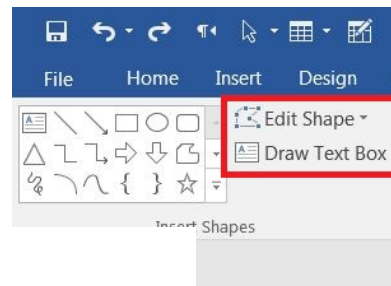 File Home Insert Design
Edit Shape
Draw Text Box
Insert Shapes